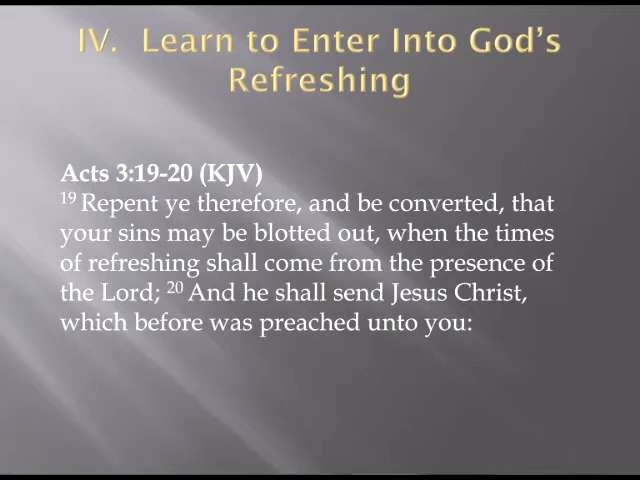 IV.  Learn to Enter Into God’s
Refreshing
Acts 3:19-20 (KJV)
19 Repent ye therefore, and be converted, that
your sins may be blotted out, when the times
of refreshing shall come from the presence of
the Lord; 20 And he shall send Jesus Christ,
which before was preached unto you: